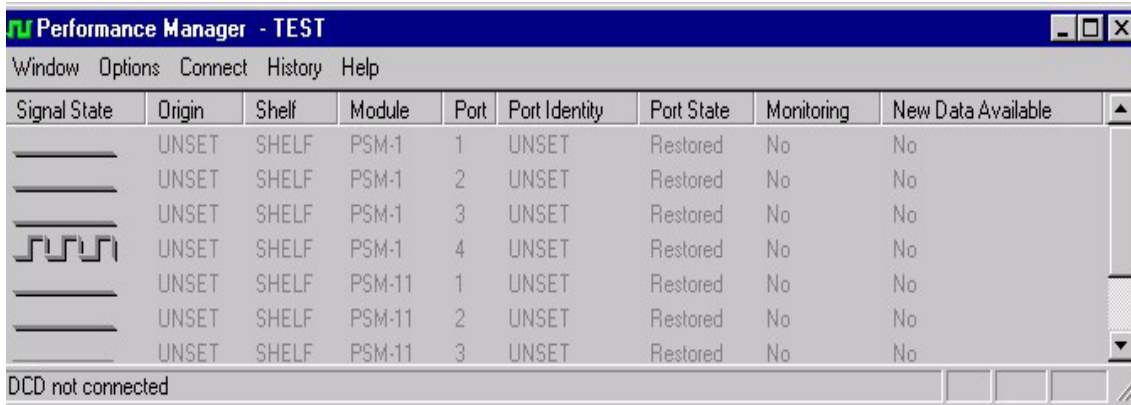 Performance Manager - TEST
Window Options Connect History Help
Signal State Origin Shelf Module Port Port Identity Port State Monitoring New Data Available
UNSET SHELF PSM-1 1 UNSET Restored No No
UNSET SHELF PSM-1 2 UNSET Restored No No
UNSET SHELF PSM-1 3 UNSET Restored No No
UNSET SHELF PSM-1 4 UNSET Restored No No
UNSET SHELF PSM-11 1 UNSET Restored No No
UNSET SHELF PSM-11 2 UNSET Restored No No
UNSET SHELF PSM-11 3 UNSET Restored No No
DCD not connected